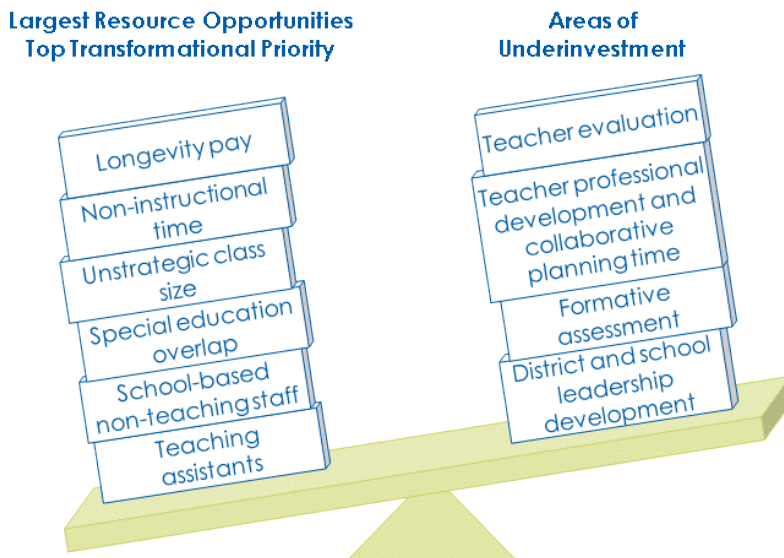 Largest Resource Opportunities
Top Transformational Priority
Longevity pay
Non-instructional
time
Unstrategic class
size
Special education
overlap
School-based
non-teaching staff
Teaching
assistants
Areas of
Underinvestment
Teacher evaluation
Teacher professional
development and
collaborative
planning time
Formative
assessment
District and school
leadership
development